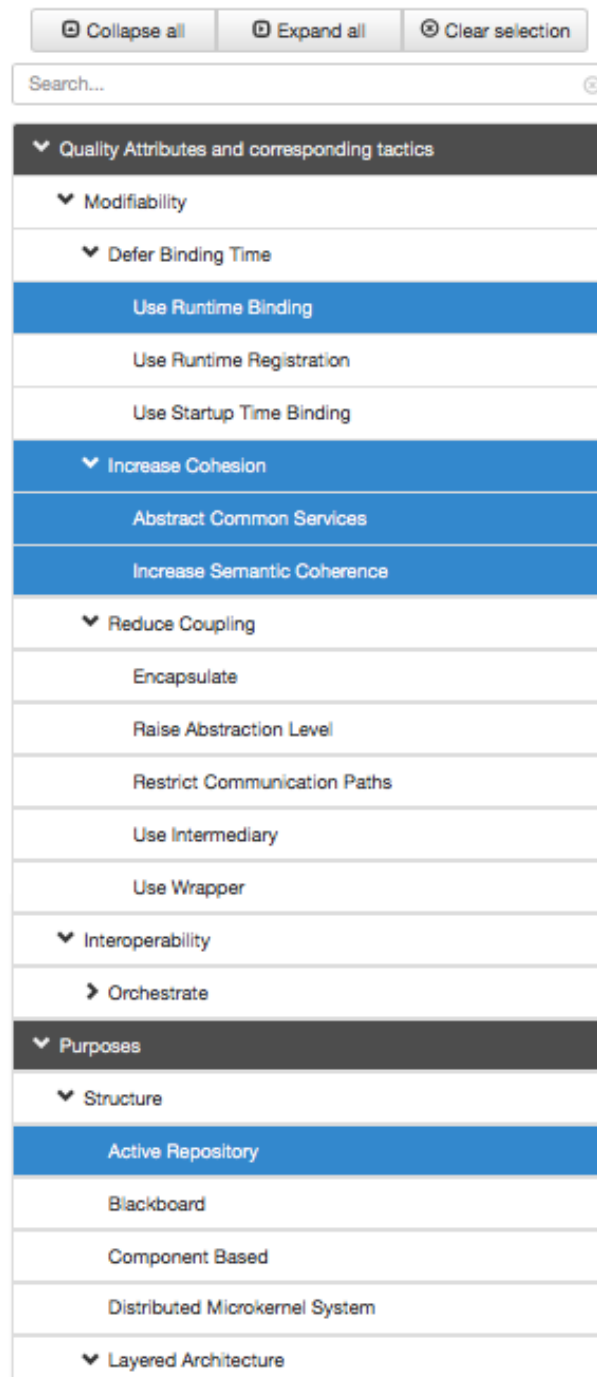 Collapse all Expand all Clear selection
Search...
Quality Attributes and corresponding tactics
Modifiability
Defer Binding Time
Use Runtime Binding
Use Runtime Registration
Use Startup Time Binding
Increase Cohesion
Abstract Common Services
Increase Semantic Coherence
Reduce Coupling
Encapsulate
Raise Abstraction Level
Restrict Communication Paths
Use Intermediary
Use Wrapper
Interoperability
Orchestrate
Purposes
Structure
Active Repository
Blackboard
Component Based
Distributed Microkernel System
Layered Architecture